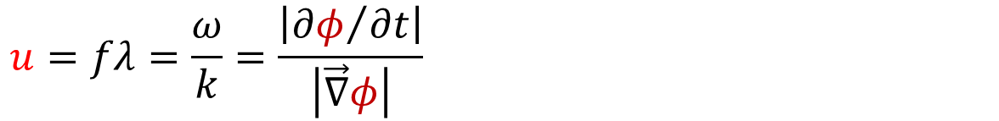 u = fλ = ω/k = |∂ϕ/∂t| / |∇⃗ϕ|